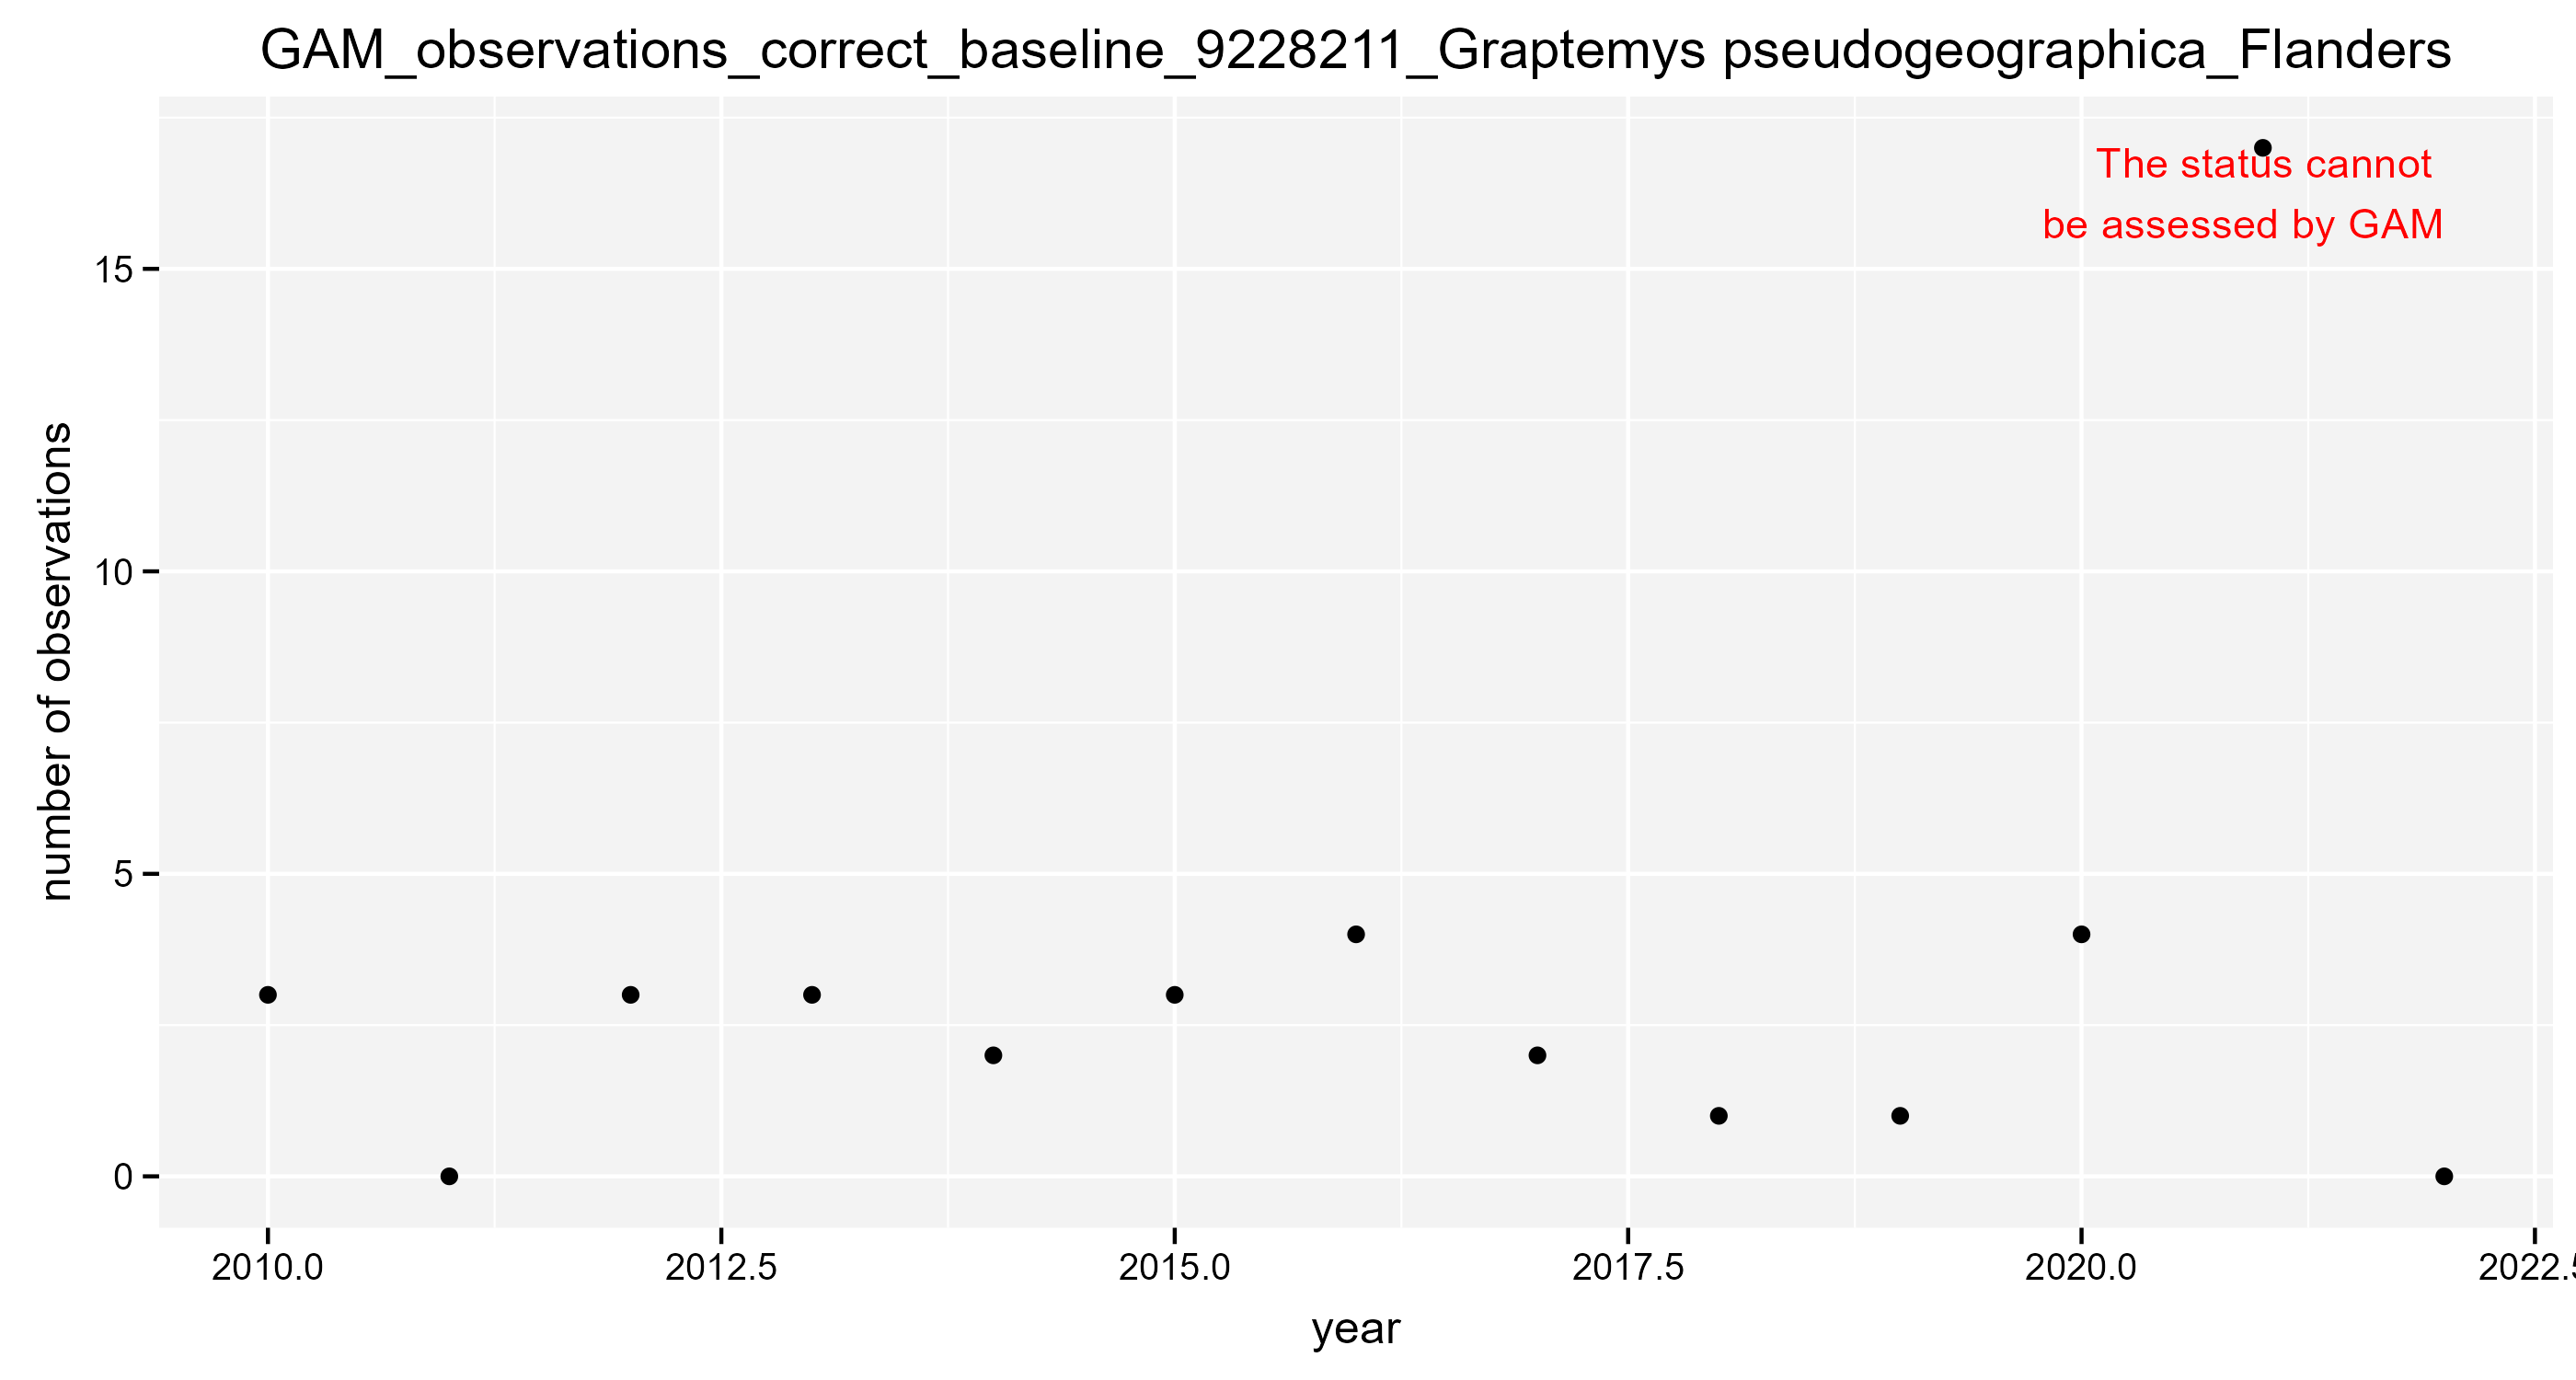 GAM_observations_correct_baseline_9228211_Graptemys pseudogeographica_Flanders
The status cannot
be assessed by GAM
15
10
5
0
number of observations
2010.0
2012.5
2015.0
2017.5
2020.0
2022.5
year